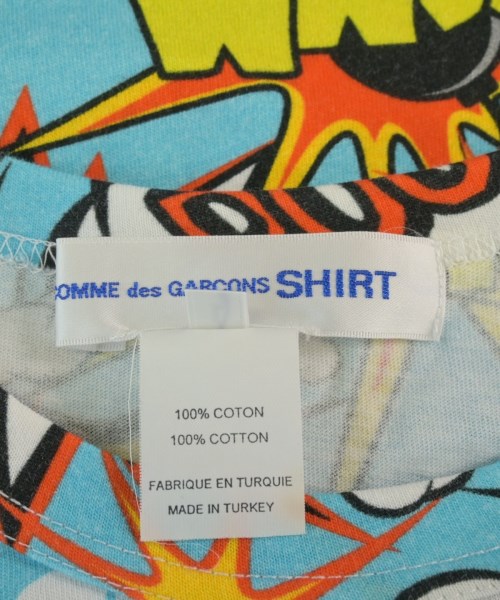 COMME des GARCONS SHIRT
100% COTON
100% COTTON
FABRIQUE EN TURQUIE
MADE IN TURKEY